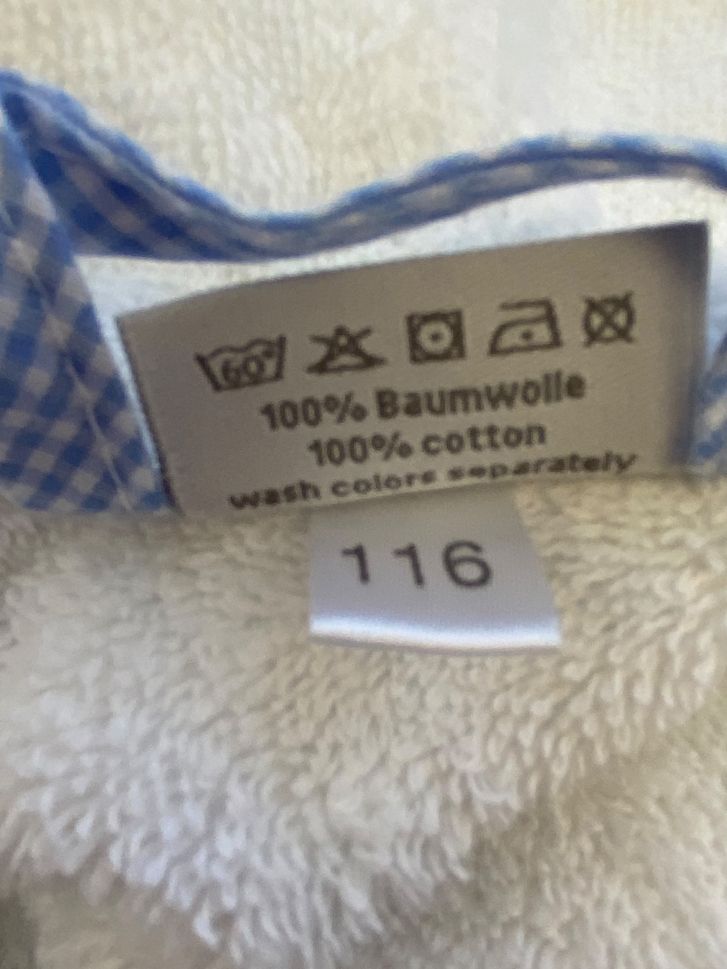 60°
100% Baumwolle
100% cotton
wash colors separately
116